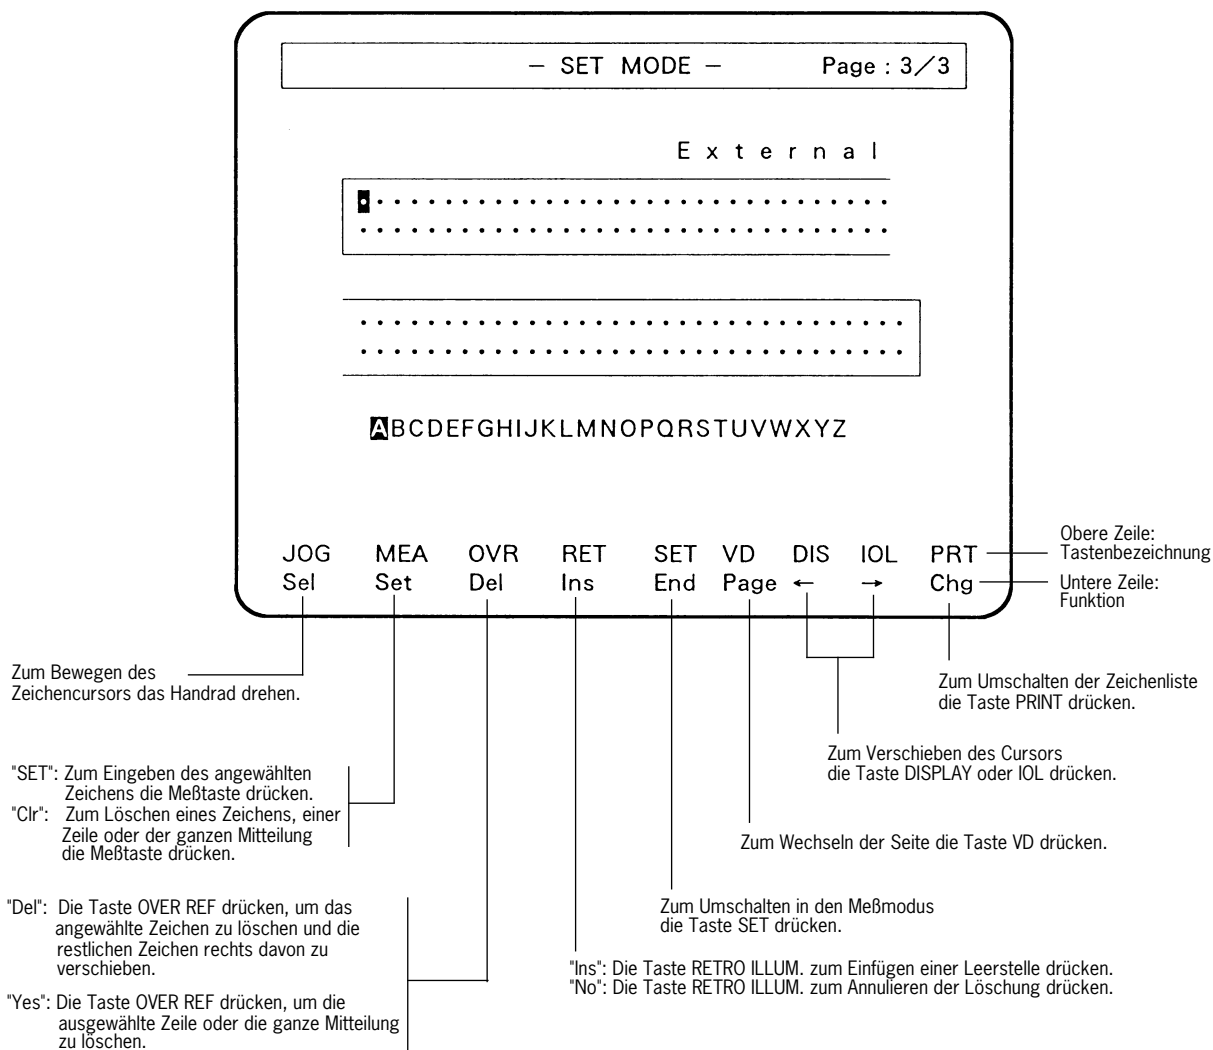 — SET MODE — Page : 3/3
External
ABCDEFGHIJKLMNOPQRSTUVWXYZ
JOG MEA OVR RET SET VD DIS IOL PRT
Sel Set Del Ins End Page ← → Chg
Obere Zeile:
Tastenbezeichnung
Untere Zeile:
Funktion
Zum Bewegen des
Zeichencursors das Handrad drehen.
Zum Umschalten der Zeichenliste
die Taste PRINT drücken.
Zum Verschieben des Cursors
die Taste DISPLAY oder IOL drücken.
"SET": Zum Eingeben des angewählten
Zeichens die Meßtaste drücken.
"Clr": Zum Löschen eines Zeichens, einer
Zeile oder der ganzen Mitteilung
die Meßtaste drücken.
Zum Wechseln der Seite die Taste VD drücken.
"Del": Die Taste OVER REF drücken, um das
angewählte Zeichen zu löschen und die
restlichen Zeichen rechts davon zu
verschieben.
Zum Umschalten in den Meßmodus
die Taste SET drücken.
"Ins": Die Taste RETRO ILLUM. zum Einfügen einer Leerstelle drücken.
"No": Die Taste RETRO ILLUM. zum Annulieren der Löschung drücken.
"Yes": Die Taste OVER REF drücken, um die
ausgewählte Zeile oder die ganze Mitteilung
zu löschen.